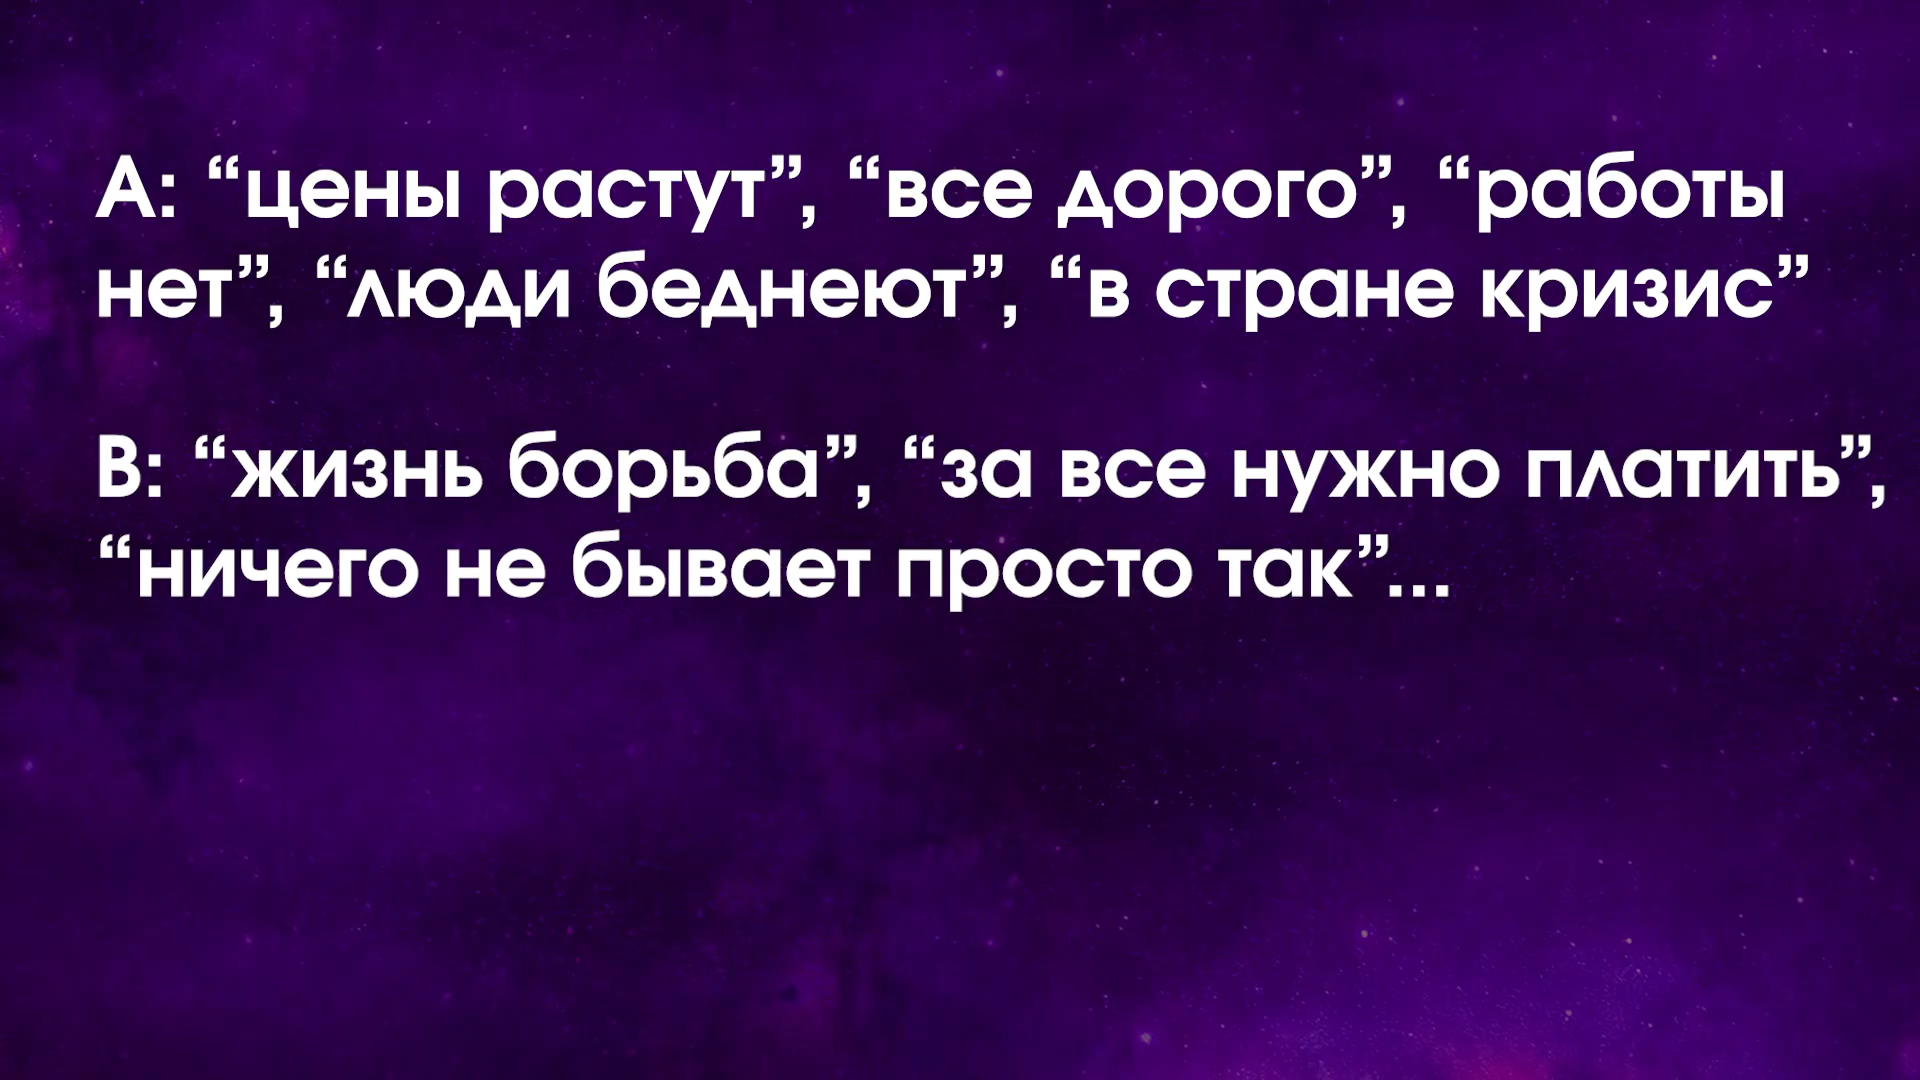 А: “цены растут”, “все дорого”, “работы
нет”, “люди беднеют”, “в стране кризис”
В: “жизнь борьба”, “за все нужно платить”,
“ничего не бывает просто так”...